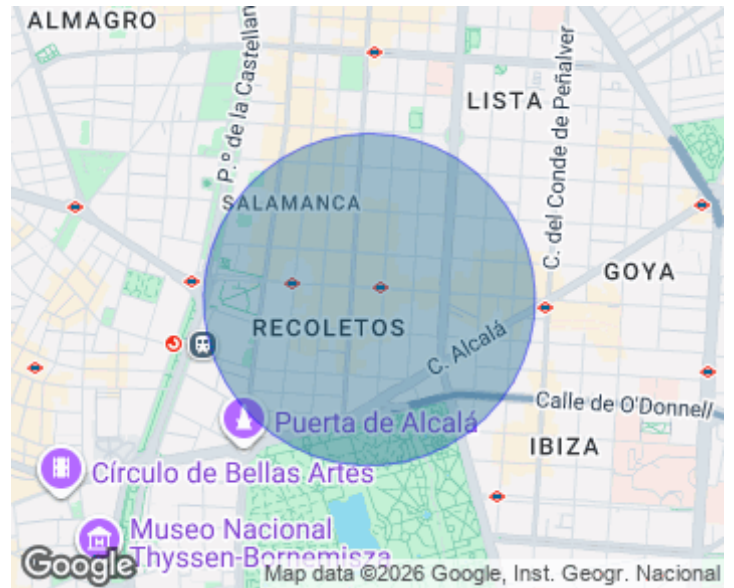 ALMAGRO
P.º de la Castellan
LISTA
C. del Conde de Peñalver
SALAMANCA
GOYA
RECOLETOS
C. Alcalá
Calle de O'Donnell
Puerta de Alcalá
IBIZA
Círculo de Bellas Artes
Museo Nacional
Thyssen-Bornemisza
Google
Map data ©2026 Google, Inst. Geogr. Nacional